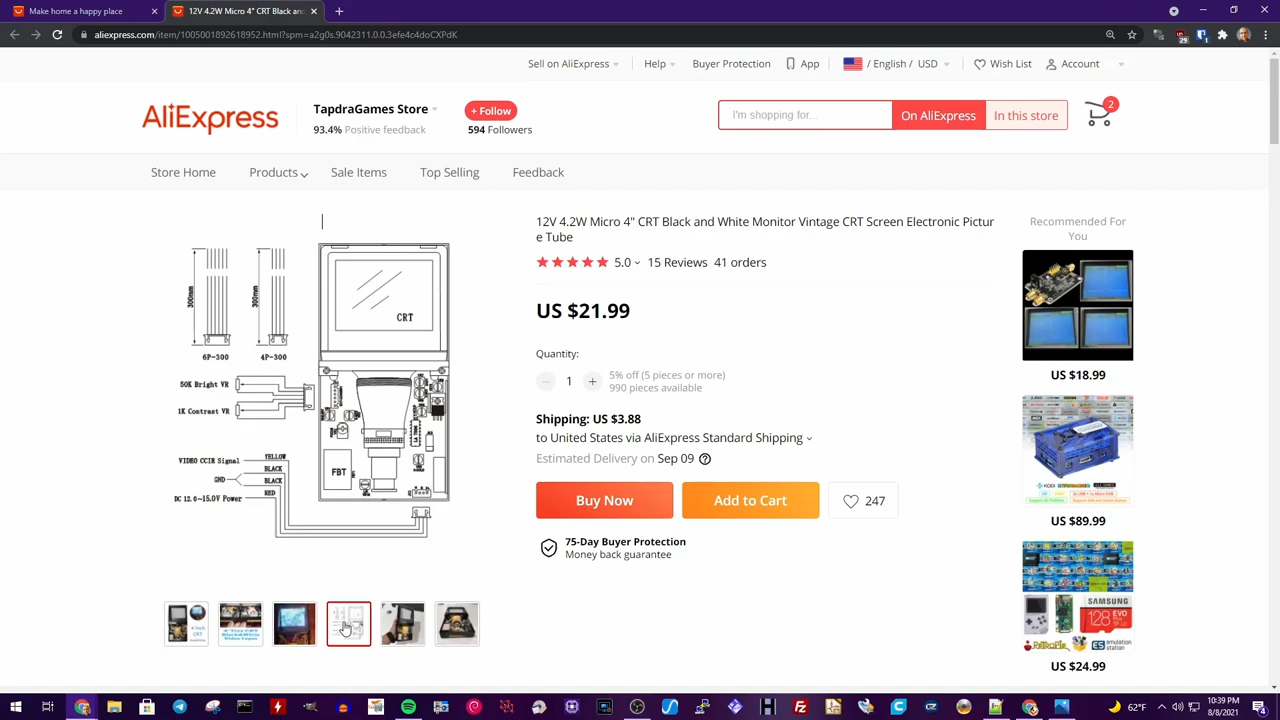 Make home a happy place
12V 4.2W Micro 4" CRT Black and
aliexpress.com/item/1005001892618952.html?spm=a2g0s.9042311.0.0.3efe4c4doCXPdK
29
Sell on AliExpress
Help
Buyer Protection
App
/ English / USD
Wish List
Account
AliExpress
TapdraGames Store
+ Follow
93.4% Positive feedback
594 Followers
I'm shopping for...
On AliExpress
In this store
2
Store Home
Products
Sale Items
Top Selling
Feedback
12V 4.2W Micro 4" CRT Black and White Monitor Vintage CRT Screen Electronic Pictur
e Tube
5.0
15 Reviews
41 orders
US $21.99
Quantity:
1
5% off (5 pieces or more)
990 pieces available
Shipping: US $3.88
to United States via AliExpress Standard Shipping
Estimated Delivery on Sep 09
Buy Now
Add to Cart
247
75-Day Buyer Protection
Money back guarantee
300mm
300mm
6P-300
4P-300
CRT
50K Bright VR
1K Contrast VR
FBT
VIDEO CCIR Signal
YELLOW
BLACK
GND
BLACK
DC 12.0~15.0V Power
RED
Recommended For
You
US $18.99
US $89.99
SAMSUNG
128
EVO
US $24.99
62°F
10:39 PM
8/8/2021